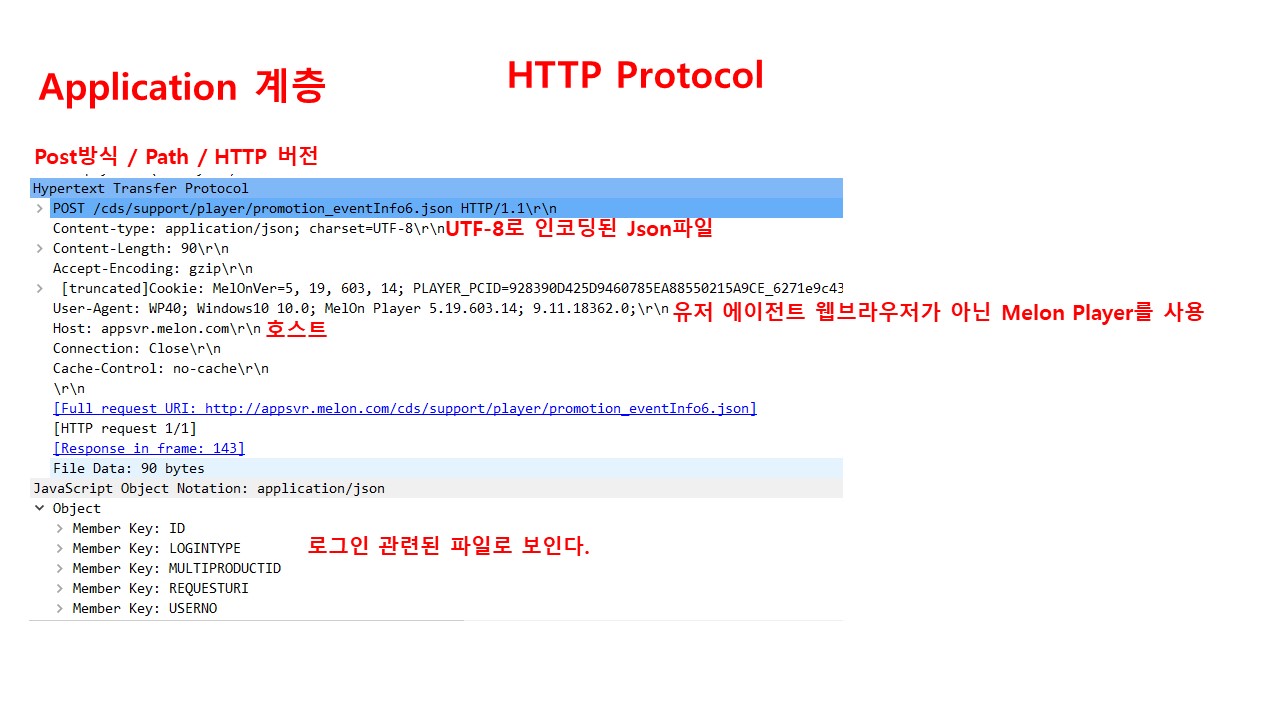 Application 계층
HTTP Protocol
Post방식 / Path / HTTP 버전
Hypertext Transfer Protocol
POST /cds/support/player/promotion_eventInfo6.json HTTP/1.1\r\n
Content-type: application/json; charset=UTF-8\r\n UTF-8로 인코딩된 Json파일
Content-Length: 90\r\n
Accept-Encoding: gzip\r\n
[truncated]Cookie: MelOnVer=5, 19, 603, 14; PLAYER_PCID=928390D425D9460785EA88550215A9CE_6271e9c43
User-Agent: WP40; Windows10 10.0; MelOn Player 5.19.603.14; 9.11.18362.0;\r\n 유저 에이전트 웹브라우저가 아닌 Melon Player를 사용
Host: appsvr.melon.com\r\n 호스트
Connection: Close\r\n
Cache-Control: no-cache\r\n
\r\n
[Full request URI: http://appsvr.melon.com/cds/support/player/promotion_eventInfo6.json]
[HTTP request 1/1]
[Response in frame: 143]
File Data: 90 bytes
JavaScript Object Notation: application/json
Object
Member Key: ID
Member Key: LOGINTYPE 로그인 관련된 파일로 보인다.
Member Key: MULTIPRODUCTID
Member Key: REQUESTURI
Member Key: USERNO